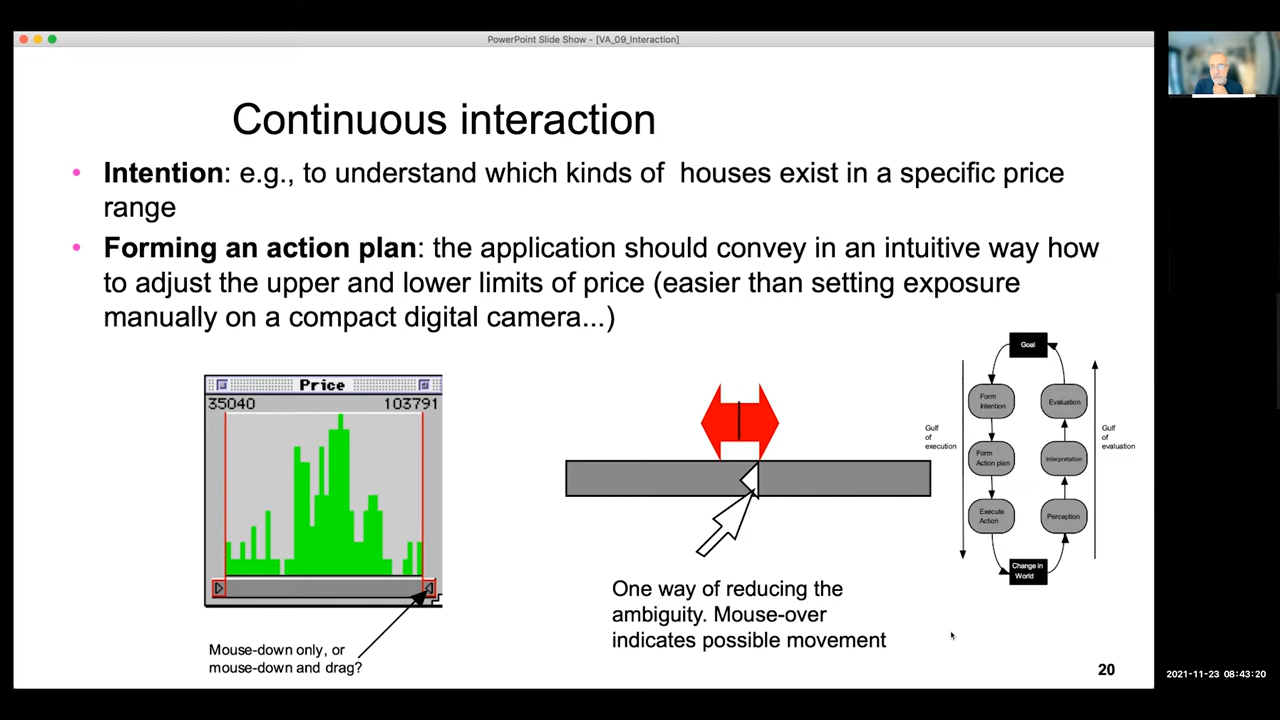 PowerPoint Slide Show - [VA_09_Interaction]
Continuous interaction
• Intention: e.g., to understand which kinds of houses exist in a specific price
range
• Forming an action plan: the application should convey in an intuitive way how
to adjust the upper and lower limits of price (easier than setting exposure
manually on a compact digital camera...)
Price
35040 103791
Mouse-down only, or
mouse-down and drag?
One way of reducing the
ambiguity. Mouse-over
indicates possible movement
Goal
Form
Intention
Evaluation
Gulf
of
execution
Gulf
of
evaluation
Form
Action plan
Interpretation
Execute
Action
Perception
Change in
World
20
2021-11-23 08:43:20